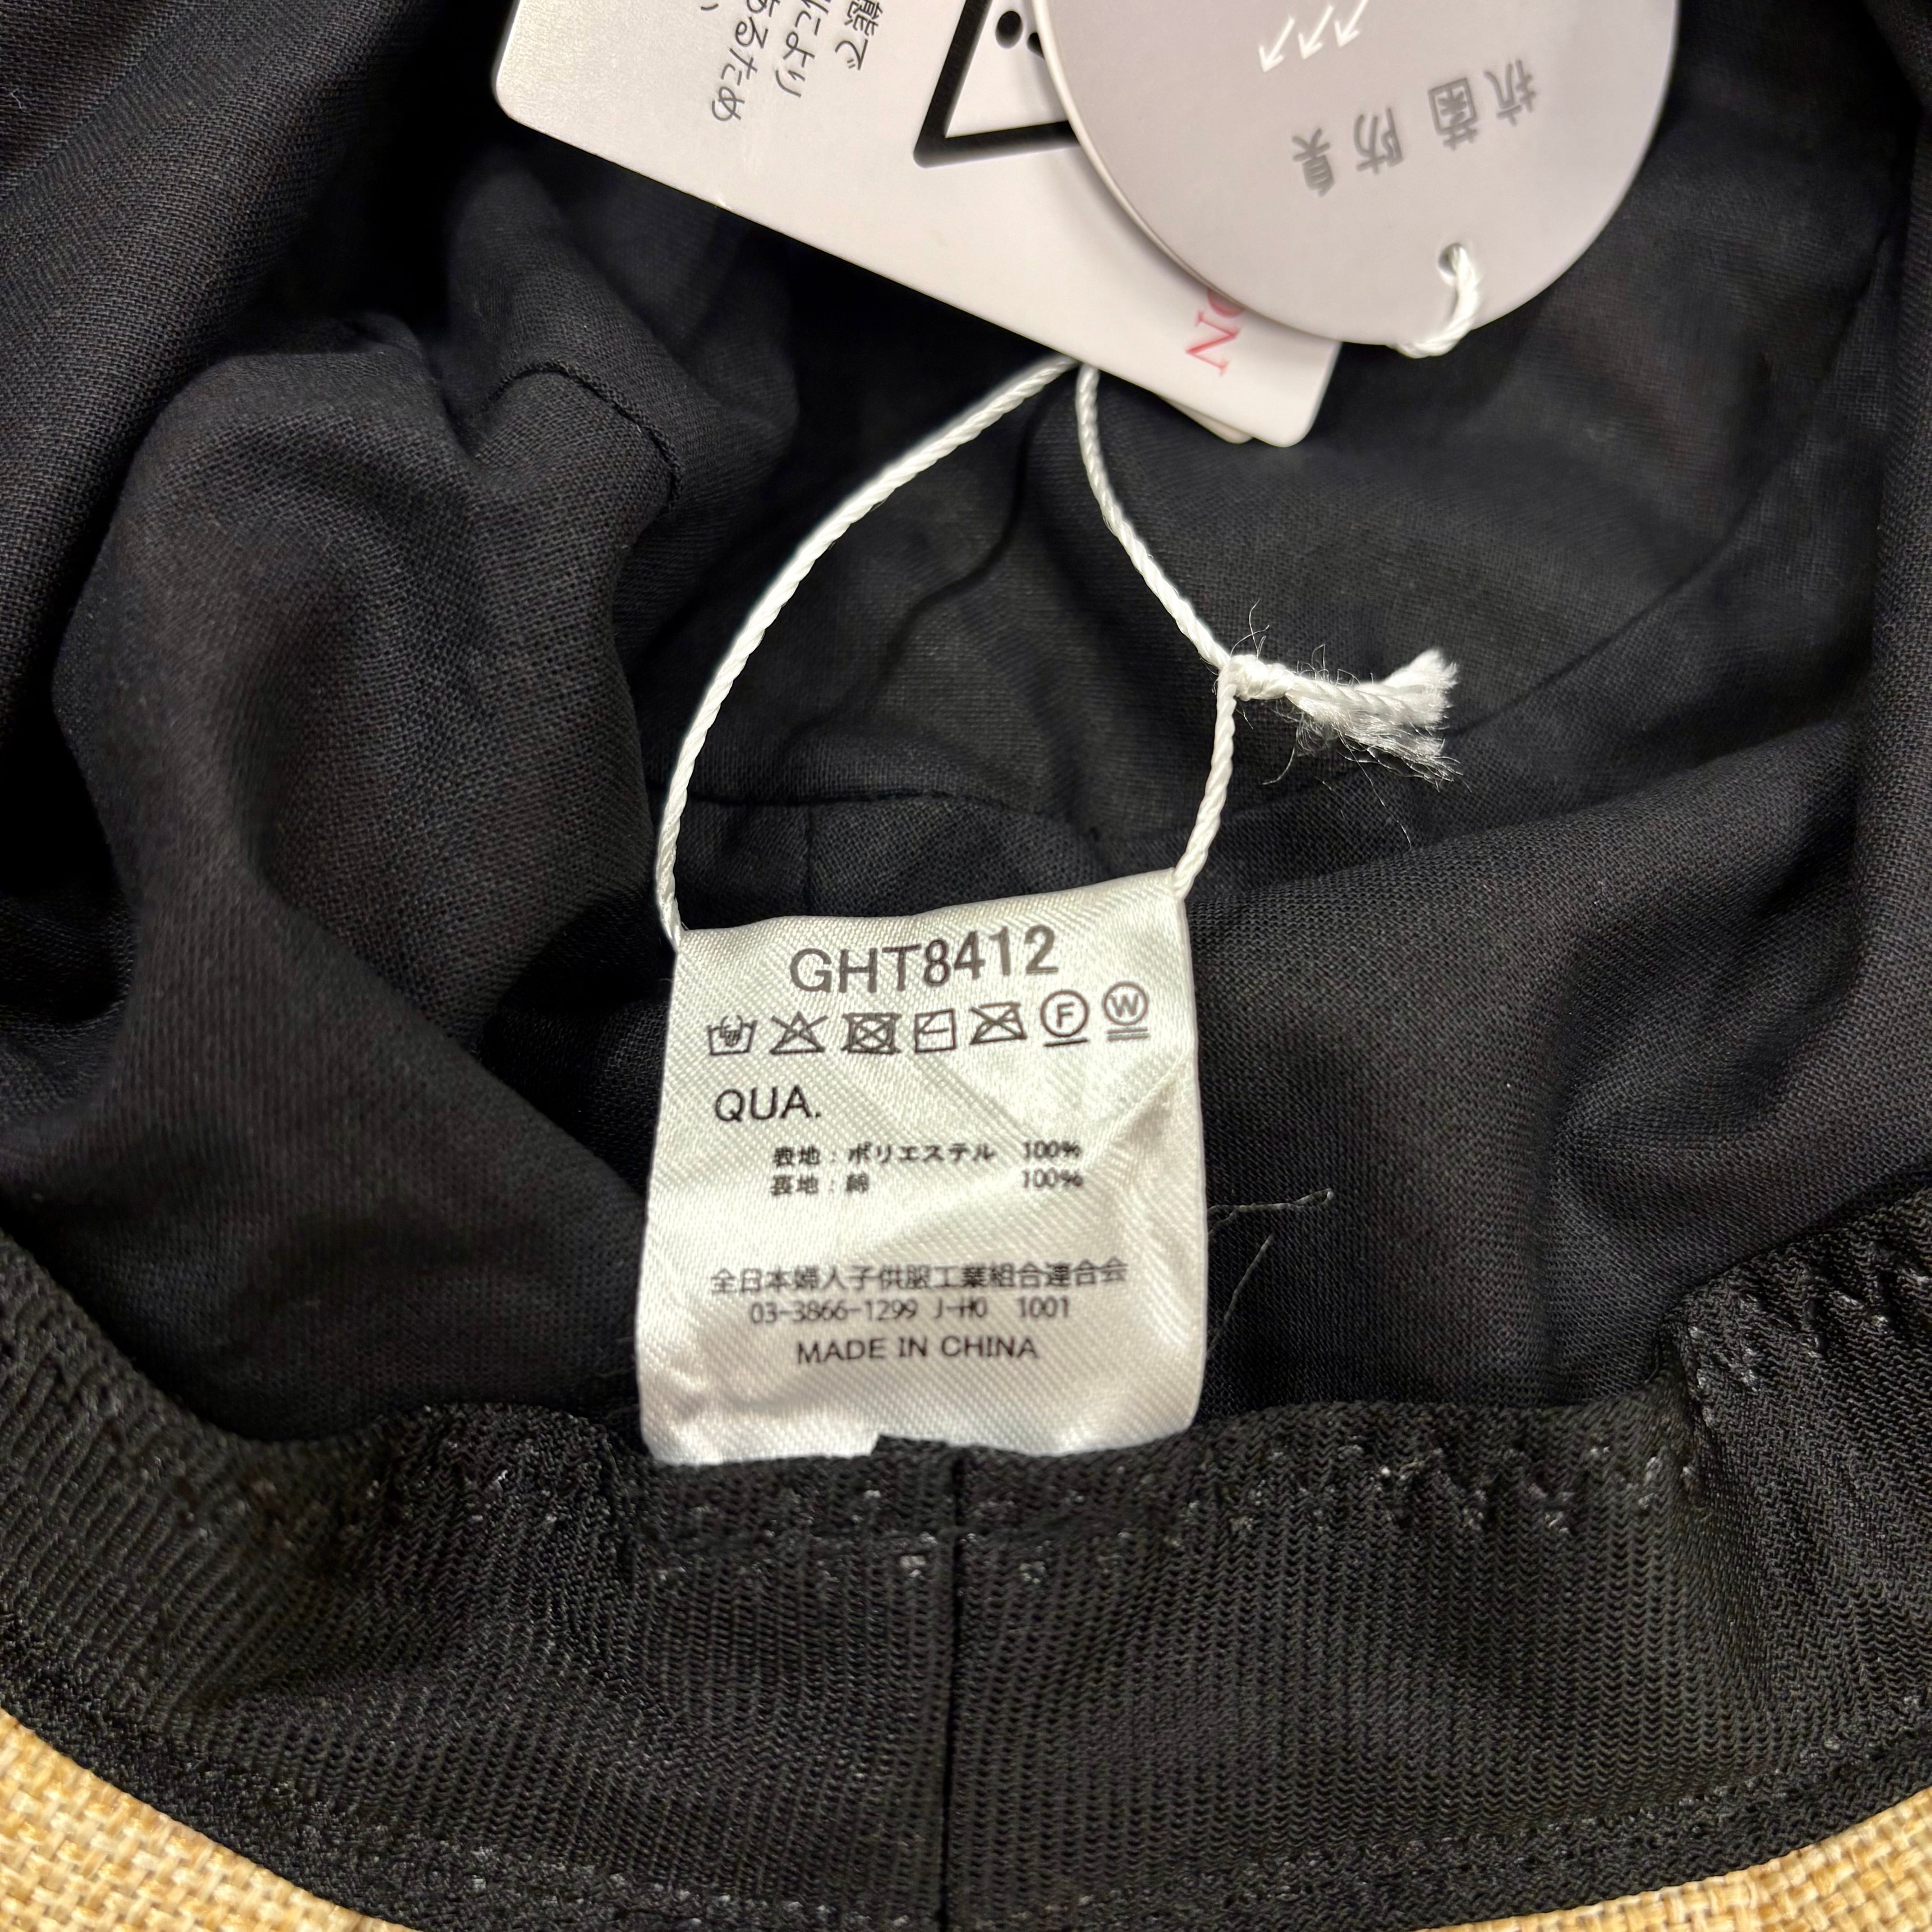 態で
により
あるため
抗菌防臭
ON
GHT8412
F W
QUA.
表地:ポリエステル 100%
裏地:綿 100%
全日本婦人子供服工業組合連合会
03-3866-1299 J-H0 1001
MADE IN CHINA